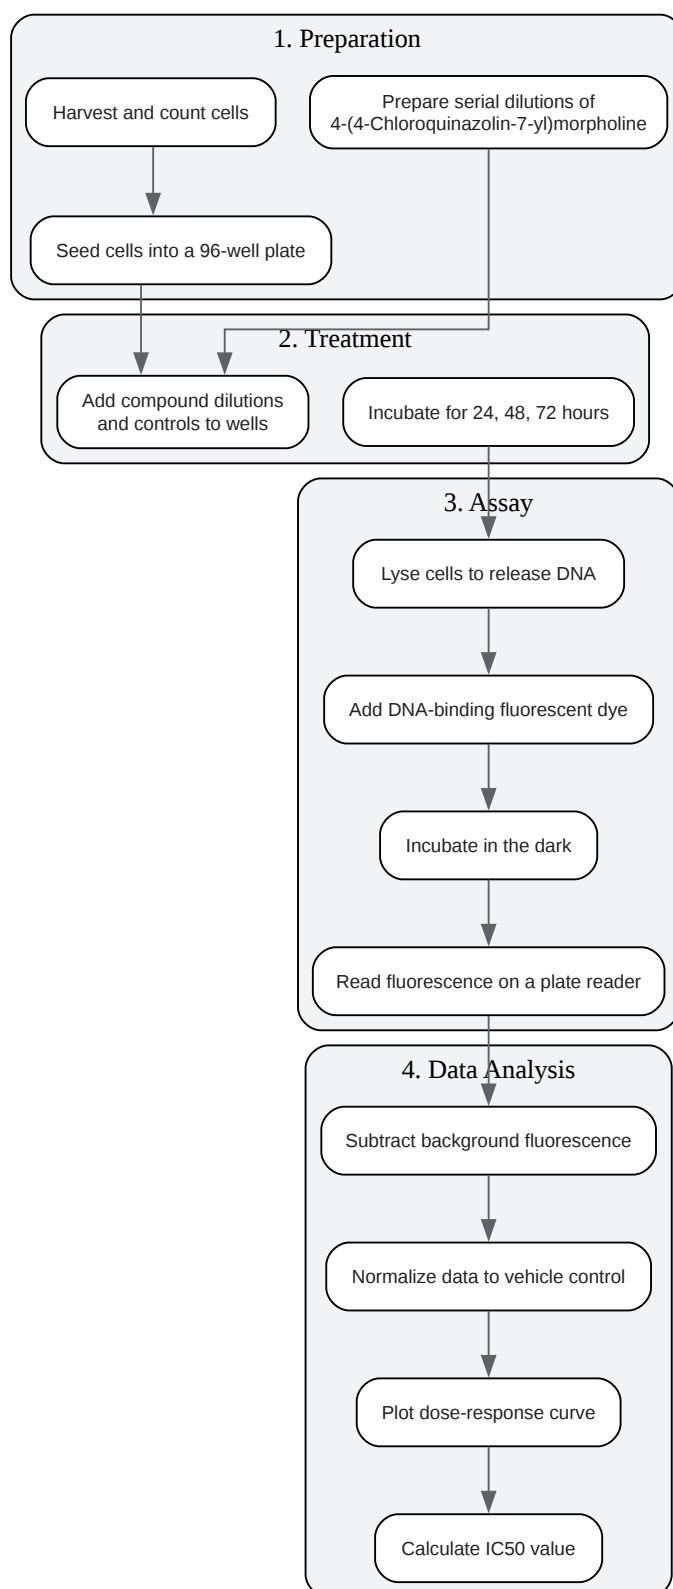 1. Preparation
Harvest and count cells
Prepare serial dilutions of
4-(4-Chloroquinazolin-7-yl)morpholine
Seed cells into a 96-well plate
2. Treatment
Add compound dilutions
and controls to wells
Incubate for 24, 48, 72 hours
3. Assay
Lyse cells to release DNA
Add DNA-binding fluorescent dye
Incubate in the dark
Read fluorescence on a plate reader
4. Data Analysis
Subtract background fluorescence
Normalize data to vehicle control
Plot dose-response curve
Calculate IC50 value